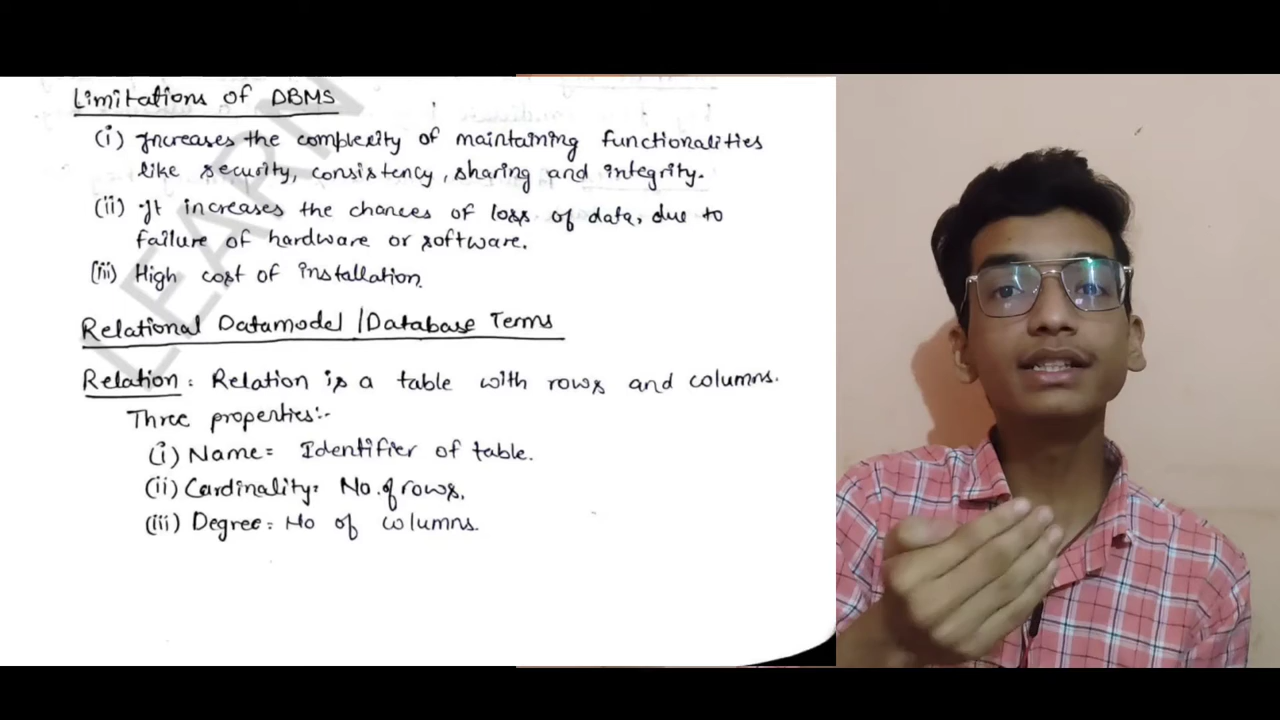 Limitations of DBMS
(i) Increases the complexity of maintaining functionalities
like security, consistency, sharing and integrity.
(ii) It increases the chances of loss of data, due to
failure of hardware or software.
(iii) High cost of installation.
Relational Datamodel /Database Terms
Relation : Relation is a table with rows and columns.
Three properties:-
(i) Name = Identifier of table.
(ii) Cardinality = No. of rows.
(iii) Degree = No of columns.
LEARN